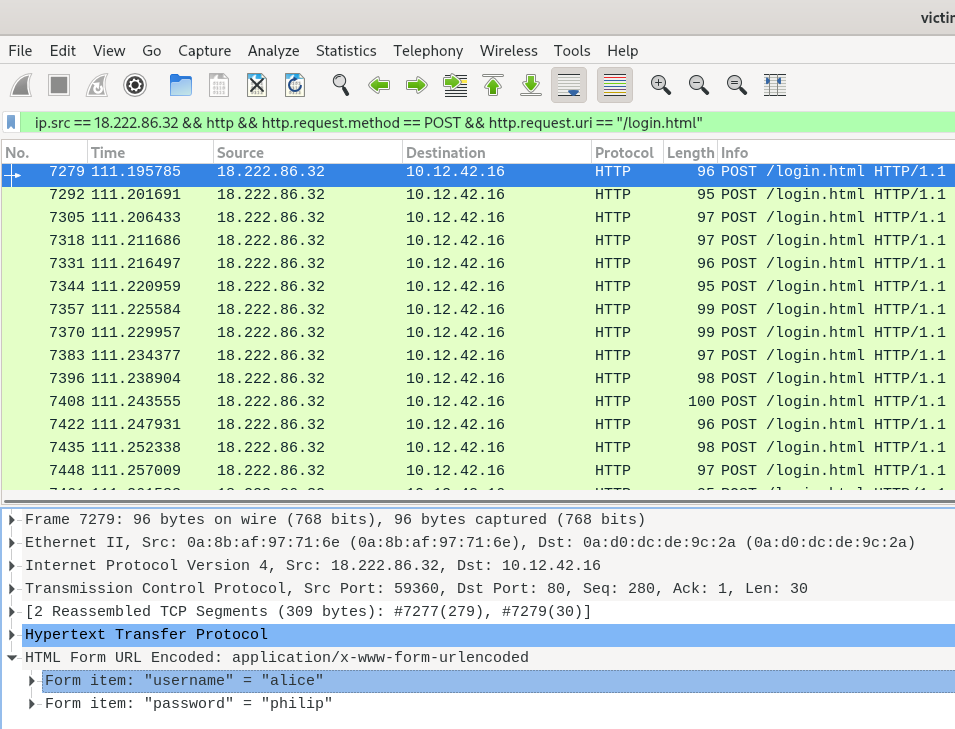 victi
File Edit View Go Capture Analyze Statistics Telephony Wireless Tools Help
ip.src == 18.222.86.32 && http && http.request.method == POST && http.request.uri == "/login.html"
No. Time Source Destination Protocol Length Info
7279 111.195785 18.222.86.32 10.12.42.16 HTTP 96 POST /login.html HTTP/1.1
7292 111.201691 18.222.86.32 10.12.42.16 HTTP 95 POST /login.html HTTP/1.1
7305 111.206433 18.222.86.32 10.12.42.16 HTTP 97 POST /login.html HTTP/1.1
7318 111.211686 18.222.86.32 10.12.42.16 HTTP 97 POST /login.html HTTP/1.1
7331 111.216497 18.222.86.32 10.12.42.16 HTTP 96 POST /login.html HTTP/1.1
7344 111.220959 18.222.86.32 10.12.42.16 HTTP 95 POST /login.html HTTP/1.1
7357 111.225584 18.222.86.32 10.12.42.16 HTTP 99 POST /login.html HTTP/1.1
7370 111.229957 18.222.86.32 10.12.42.16 HTTP 99 POST /login.html HTTP/1.1
7383 111.234377 18.222.86.32 10.12.42.16 HTTP 97 POST /login.html HTTP/1.1
7396 111.238904 18.222.86.32 10.12.42.16 HTTP 98 POST /login.html HTTP/1.1
7408 111.243555 18.222.86.32 10.12.42.16 HTTP 100 POST /login.html HTTP/1.1
7422 111.247931 18.222.86.32 10.12.42.16 HTTP 96 POST /login.html HTTP/1.1
7435 111.252338 18.222.86.32 10.12.42.16 HTTP 98 POST /login.html HTTP/1.1
7448 111.257009 18.222.86.32 10.12.42.16 HTTP 97 POST /login.html HTTP/1.1
Frame 7279: 96 bytes on wire (768 bits), 96 bytes captured (768 bits)
Ethernet II, Src: 0a:8b:af:97:71:6e (0a:8b:af:97:71:6e), Dst: 0a:d0:dc:de:9c:2a (0a:d0:dc:de:9c:2a)
Internet Protocol Version 4, Src: 18.222.86.32, Dst: 10.12.42.16
Transmission Control Protocol, Src Port: 59360, Dst Port: 80, Seq: 280, Ack: 1, Len: 30
[2 Reassembled TCP Segments (309 bytes): #7277(279), #7279(30)]
Hypertext Transfer Protocol
HTML Form URL Encoded: application/x-www-form-urlencoded
Form item: "username" = "alice"
Form item: "password" = "philip"